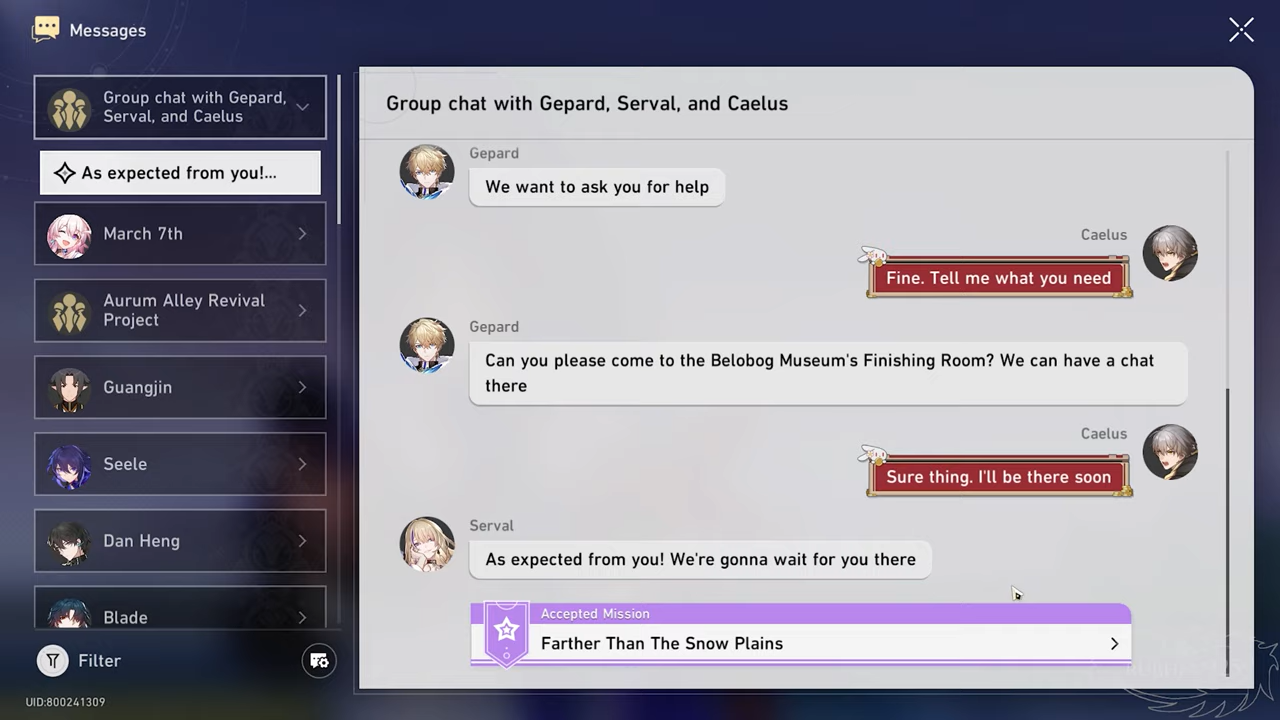 Messages
Group chat with Gepard,
Serval, and Caelus
As expected from you!...
March 7th
Aurum Alley Revival
Project
Guangjin
Seele
Dan Heng
Blade
Filter
UID:800241309
Group chat with Gepard, Serval, and Caelus
Gepard
We want to ask you for help
Caelus
Fine. Tell me what you need
Gepard
Can you please come to the Belobog Museum's Finishing Room? We can have a chat
there
Caelus
Sure thing. I'll be there soon
Serval
As expected from you! We're gonna wait for you there
Accepted Mission
Farther Than The Snow Plains